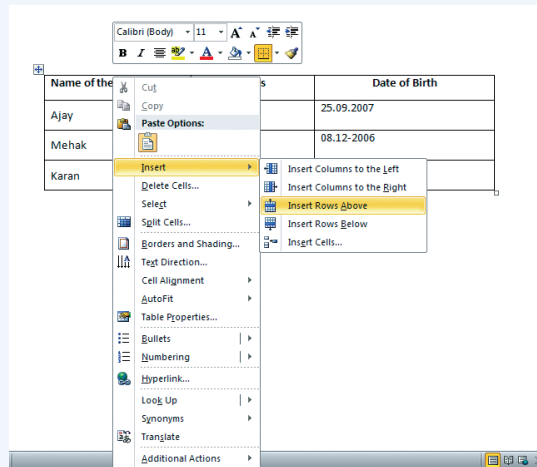 Calibri (Body) 11 A A
B I A
Name of the s Date of Birth
Ajay 25.09.2007
Mehak 08.12-2006
Karan
Cut
Copy
Paste Options:
Insert
Delete Cells...
Select
Split Cells...
Borders and Shading...
Text Direction...
Cell Alignment
AutoFit
Table Properties...
Bullets
Numbering
Hyperlink...
Look Up
Synonyms
Translate
Additional Actions
Insert Columns to the Left
Insert Columns to the Right
Insert Rows Above
Insert Rows Below
Insert Cells...